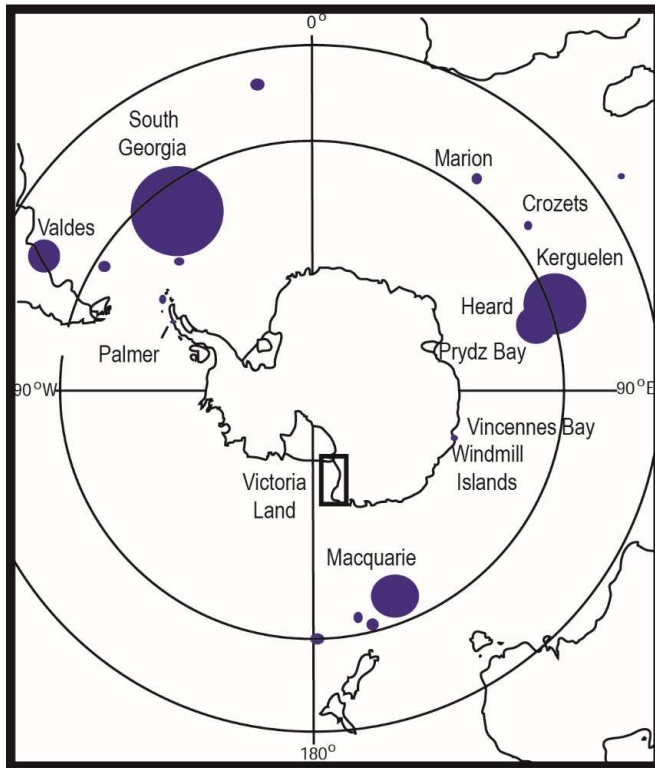 0°
South
Georgia
Marion
Valdes
Crozets
Kerguelen
Heard
Palmer
Prydz Bay
90°W
90°E
Vincennes Bay
Windmill
Islands
Victoria
Land
Macquarie
180°